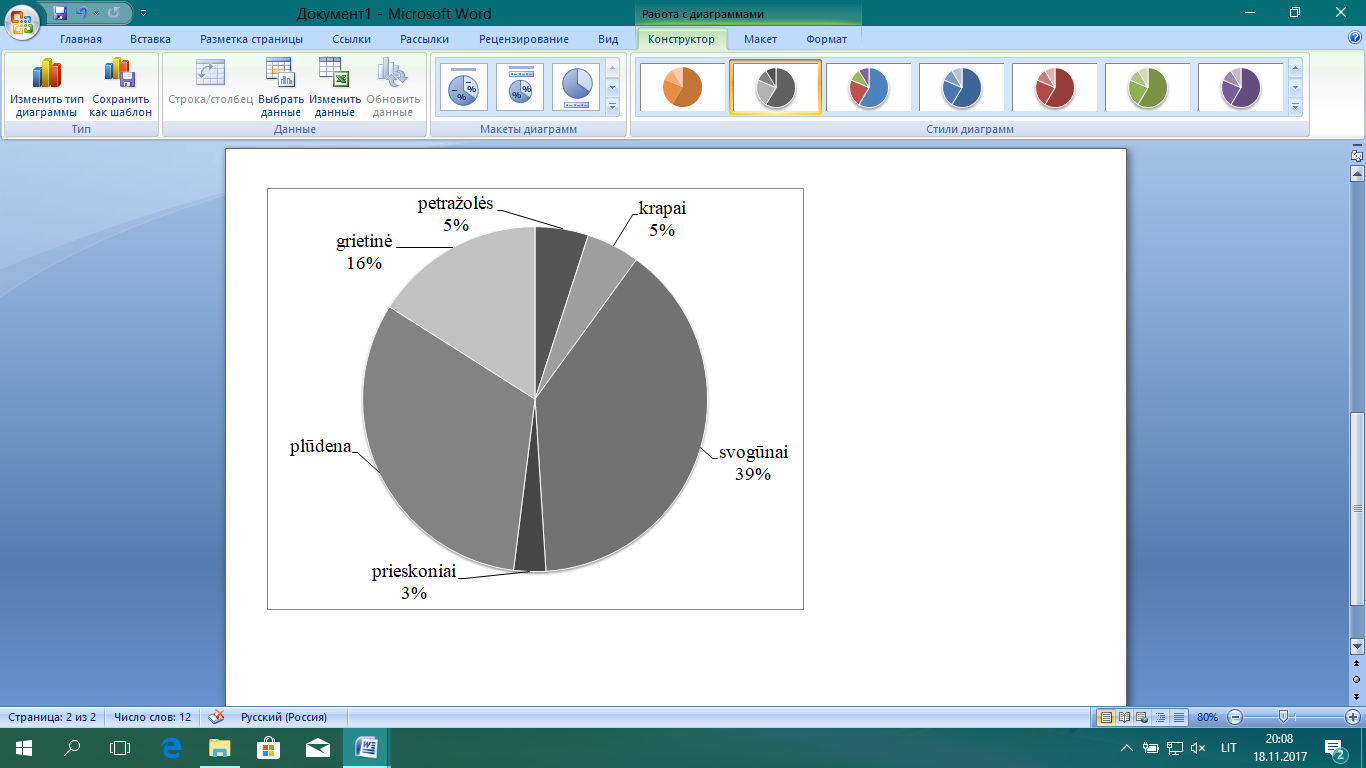 Документ1 - Microsoft Word
Работа с диаграммами
Главная
Вставка
Разметка страницы
Ссылки
Рассылки
Рецензирование
Вид
Конструктор
Макет
Формат
Изменить тип
диаграммы
Сохранить
как шаблон
Строка/столбец
Выбрать
данные
Изменить
данные
Обновить
данные
Тип
Данные
Макеты диаграмм
Стили диаграмм
petražolės
5%
krapai
5%
grietinė
16%
plūdena
svogūnai
39%
prieskoniai
3%
Страница: 2 из 2
Число слов: 12
Русский (Россия)
80%
LIT
20:08
18.11.2017
2